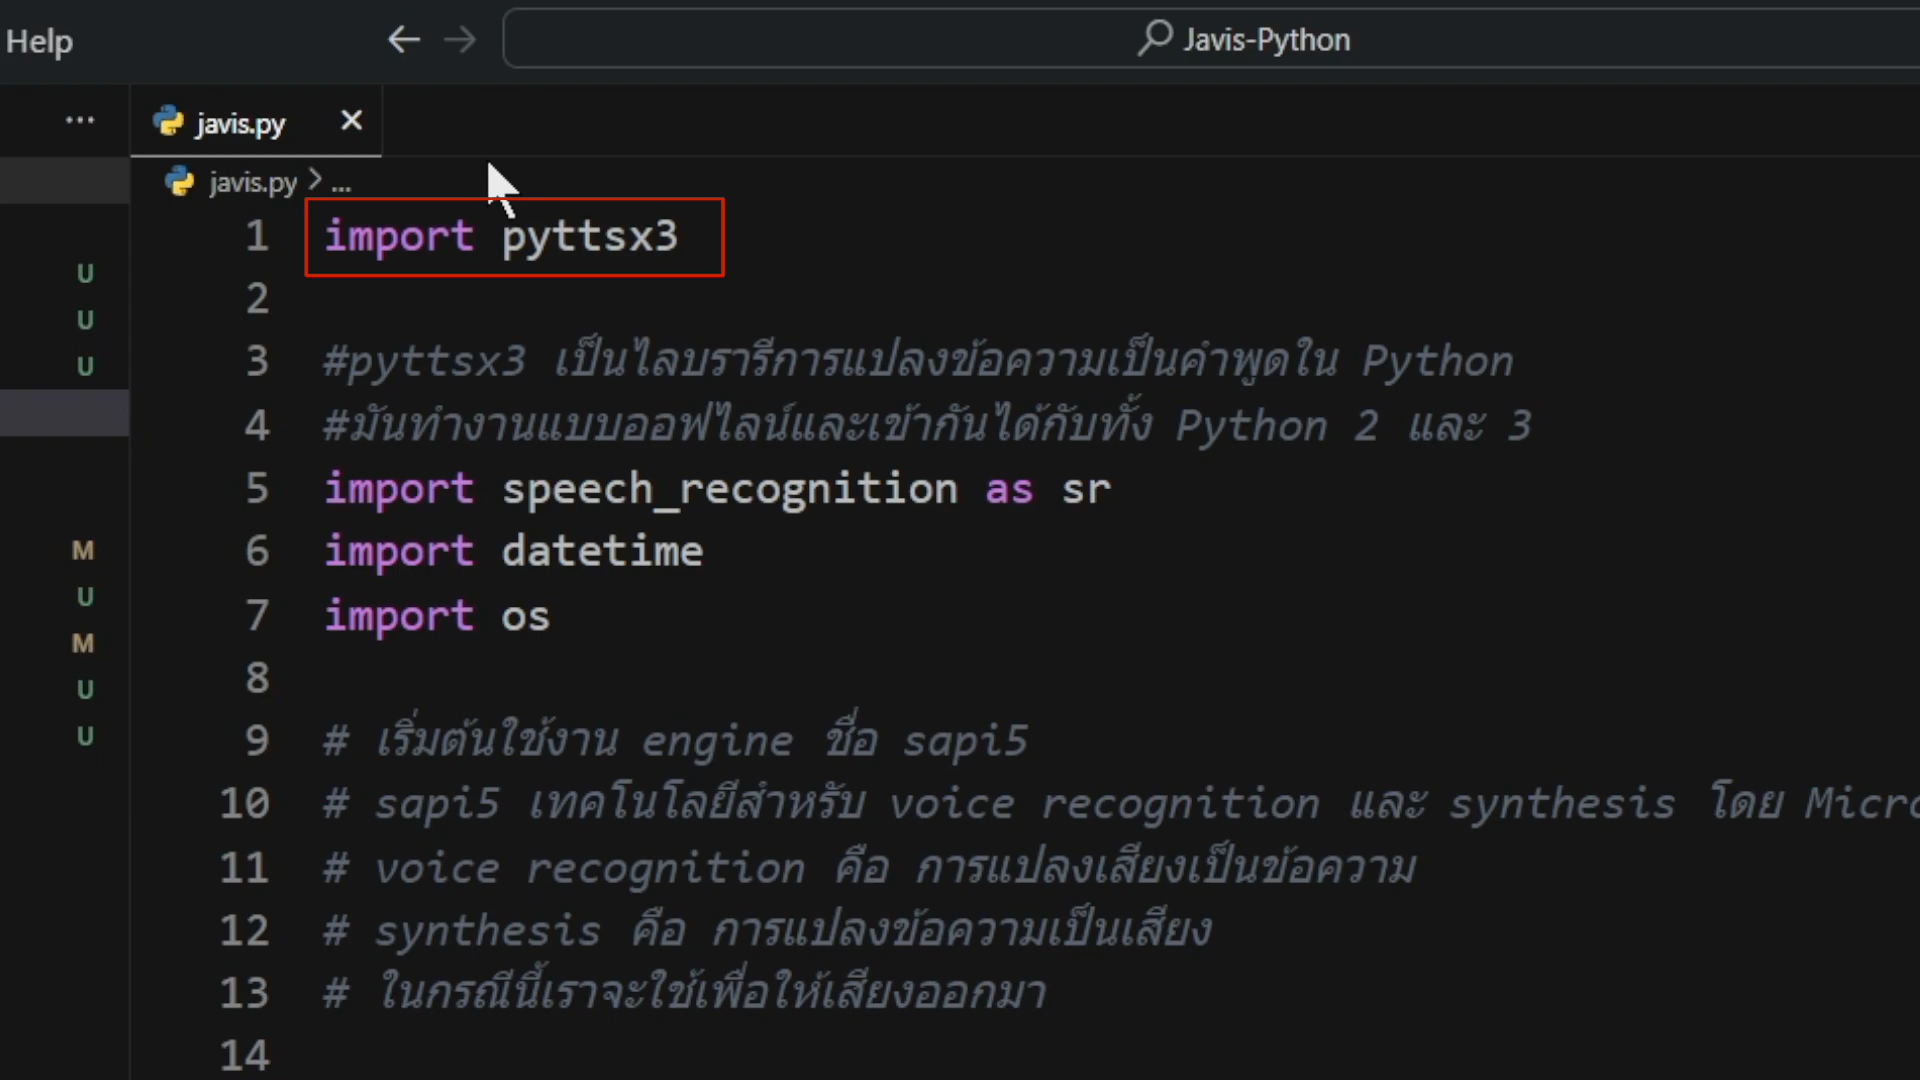 Help
Javis-Python
javis.py
javis.py > ...
1 import pyttsx3
2
3 #pyttsx3 เป็นไลบรารีการแปลงข้อความเป็นคำพูดใน Python
4 #มันทำงานแบบออฟไลน์และเข้ากันได้กับทั้ง Python 2 และ 3
5 import speech_recognition as sr
6 import datetime
7 import os
8
9 # เริ่มต้นใช้งาน engine ชื่อ sapi5
10 # sapi5 เทคโนโลยีสำหรับ voice recognition และ synthesis โดย Micro
11 # voice recognition คือ การแปลงเสียงเป็นข้อความ
12 # synthesis คือ การแปลงข้อความเป็นเสียง
13 # ในกรณีนี้เราจะใช้เพื่อให้เสียงออกมา
14
U
U
U
M
U
M
U
U